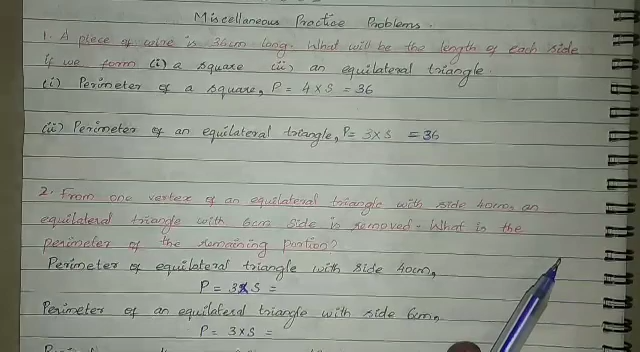 Miscellaneous Practice Problems.
1. A piece of wire is 36cm long. What will be the length of each side
if we form (i) a square (ii) an equilateral triangle.
(i) Perimeter of a square, P = 4 × S = 36
(ii) Perimeter of an equilateral triangle, P = 3 × S = 36
2. From one vertex of an equilateral triangle with side 40cm, an
equilateral triangle with 6cm side is removed. What is the
perimeter of the remaining portion?
Perimeter of equilateral triangle with side 40cm,
P = 3 × S =
Perimeter of an equilateral triangle with side 6cm,
P = 3 × S =